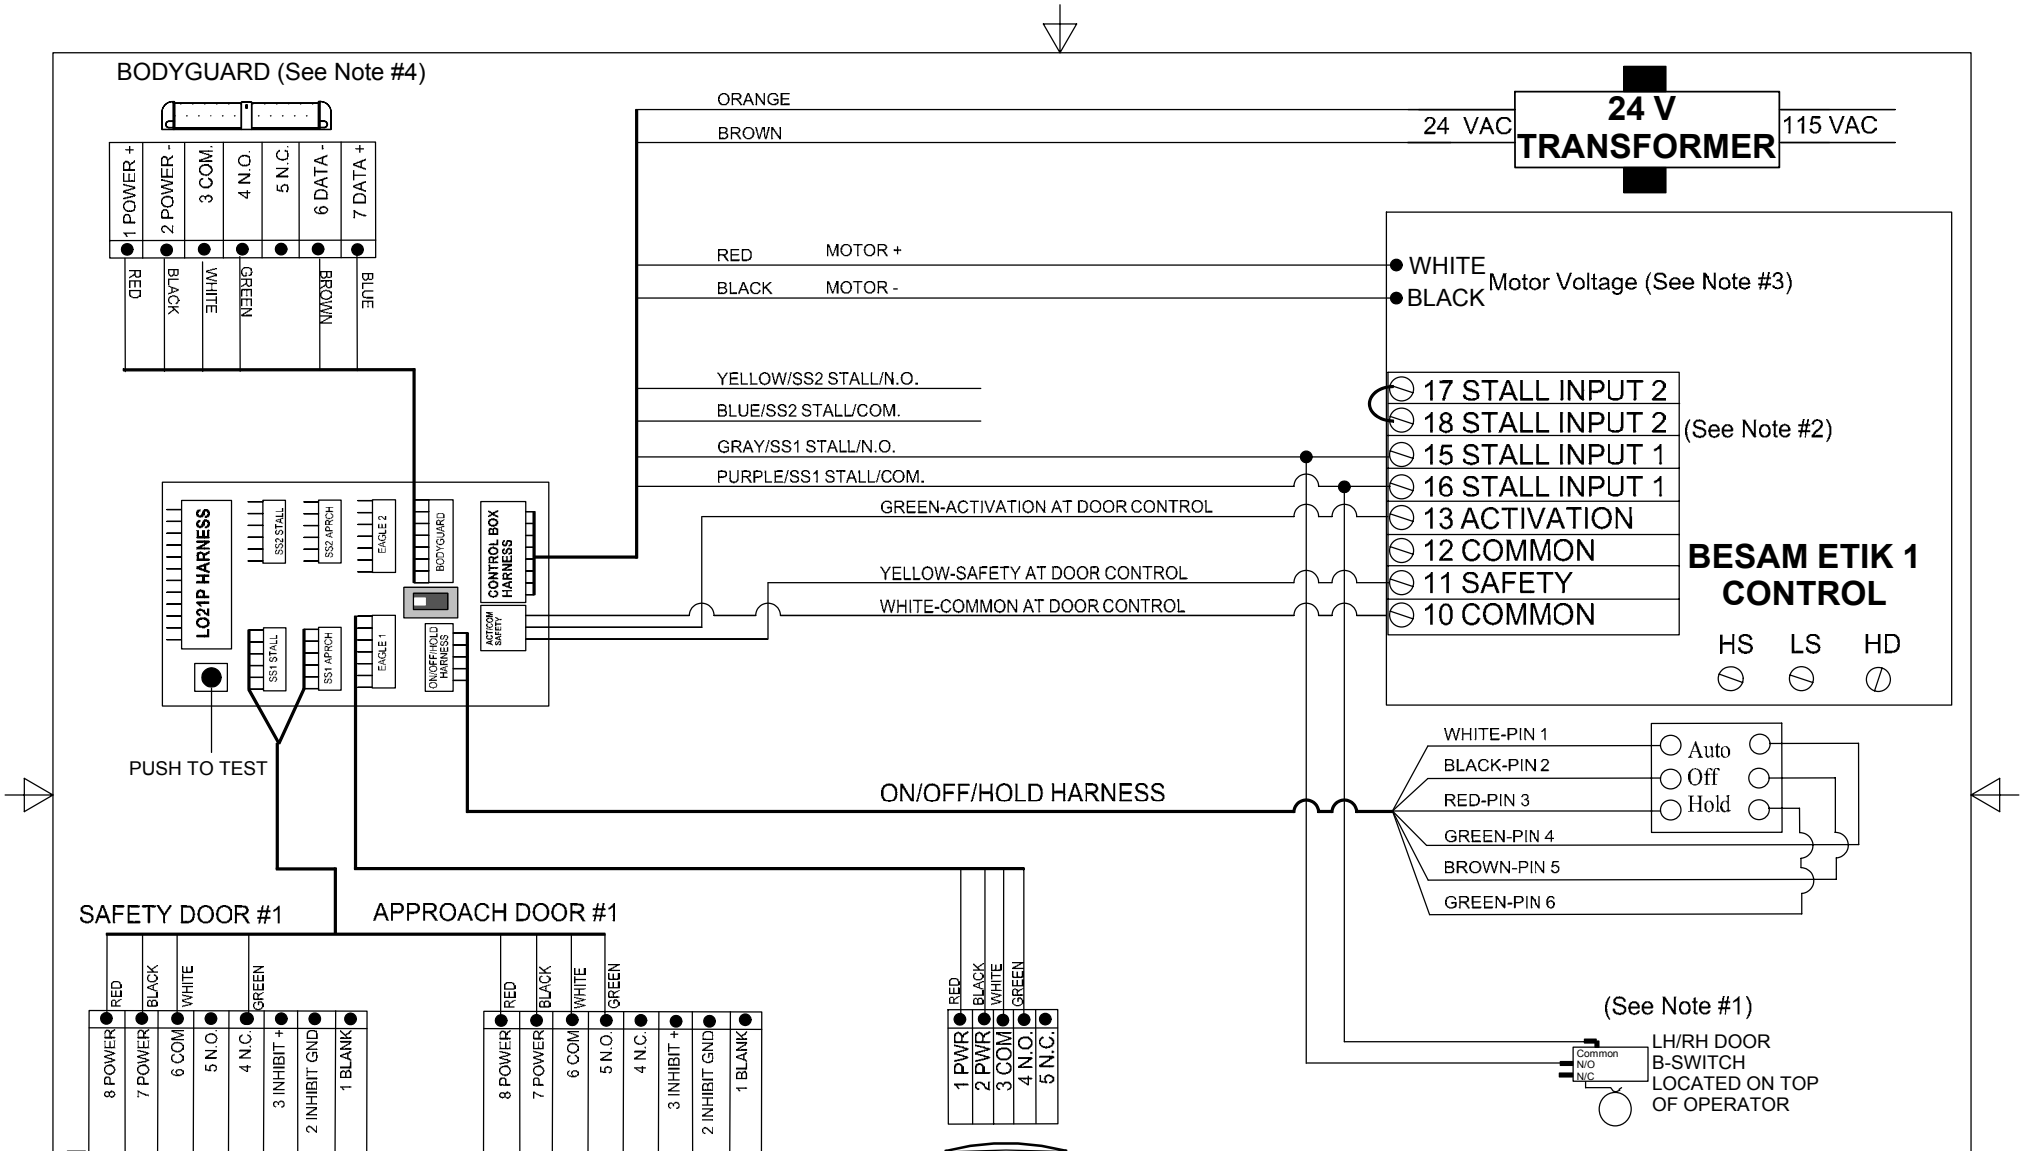 BODYGUARD (See Note #4)
1 POWER +
2 POWER -
3 COM.
4 N.O.
5 N.C.
6 DATA -
7 DATA +
RED
BLACK
WHITE
GREEN
BROWN
BLUE
ORANGE
BROWN
24 VAC
24 V
TRANSFORMER
115 VAC
RED MOTOR +
BLACK MOTOR -
WHITE
BLACK
Motor Voltage (See Note #3)
YELLOW/SS2 STALL/N.O.
BLUE/SS2 STALL/COM.
GRAY/SS1 STALL/N.O.
PURPLE/SS1 STALL/COM.
GREEN-ACTIVATION AT DOOR CONTROL
YELLOW-SAFETY AT DOOR CONTROL
WHITE-COMMON AT DOOR CONTROL
17 STALL INPUT 2
18 STALL INPUT 2
15 STALL INPUT 1
16 STALL INPUT 1
13 ACTIVATION
12 COMMON
11 SAFETY
10 COMMON
(See Note #2)
BESAM ETIK 1
CONTROL
HS LS HD
LO21P HARNESS
SS2 STALL
SS2 APRCH
EAGLE 2
BODYGUARD
CONTROL BOX
HARNESS
SS1 STALL
SS1 APRCH
EAGLE 1
ON/OFF/HOLD
HARNESS
ACT/COM
SAFETY
PUSH TO TEST
ON/OFF/HOLD HARNESS
WHITE-PIN 1
BLACK-PIN 2
RED-PIN 3
GREEN-PIN 4
BROWN-PIN 5
GREEN-PIN 6
Auto
Off
Hold
SAFETY DOOR #1
RED
BLACK
WHITE
GREEN
8 POWER
7 POWER
6 COM
5 N.O.
4 N.C.
3 INHIBIT +
2 INHIBIT GND
1 BLANK
APPROACH DOOR #1
RED
BLACK
WHITE
GREEN
8 POWER
7 POWER
6 COM
5 N.O.
4 N.C.
3 INHIBIT +
2 INHIBIT GND
1 BLANK
RED
BLACK
WHITE
GREEN
1 PWR
2 PWR
3 COM
4 N.O.
5 N.C.
(See Note #1)
Common
N/O
N/C
LH/RH DOOR
B-SWITCH
LOCATED ON TOP
OF OPERATOR